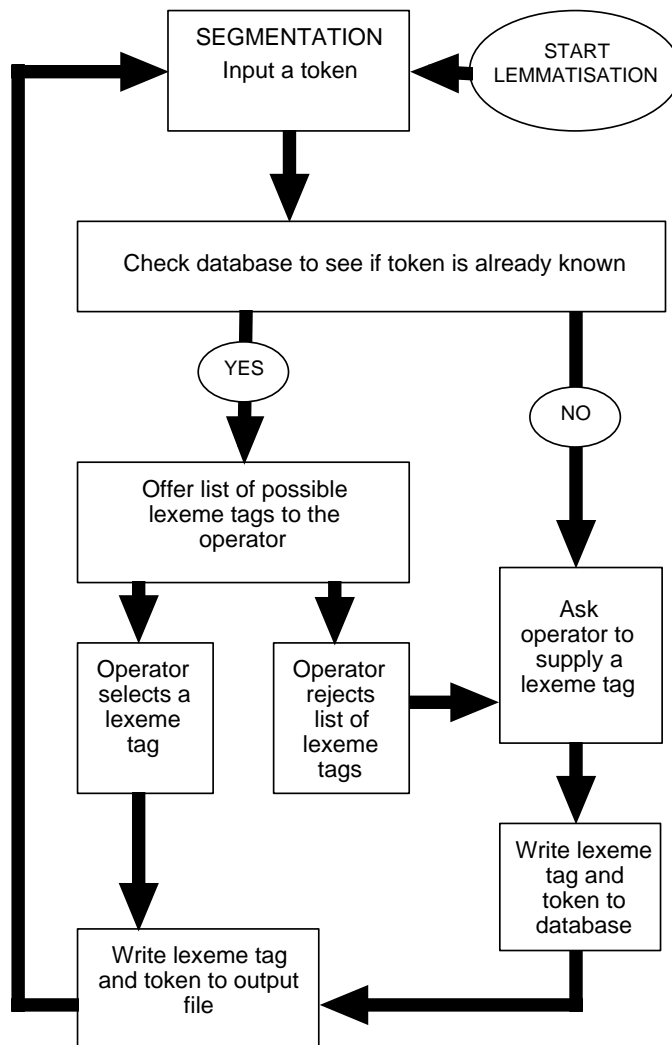 SEGMENTATION
Input a token
START
LEMMATISATION
Check database to see if token is already known
YES
NO
Offer list of possible
lexeme tags to the
operator
Operator
selects a
lexeme
tag
Operator
rejects
list of
lexeme
tags
Ask
operator to
supply a
lexeme tag
Write lexeme
tag and
token to
database
Write lexeme tag
and token to output
file